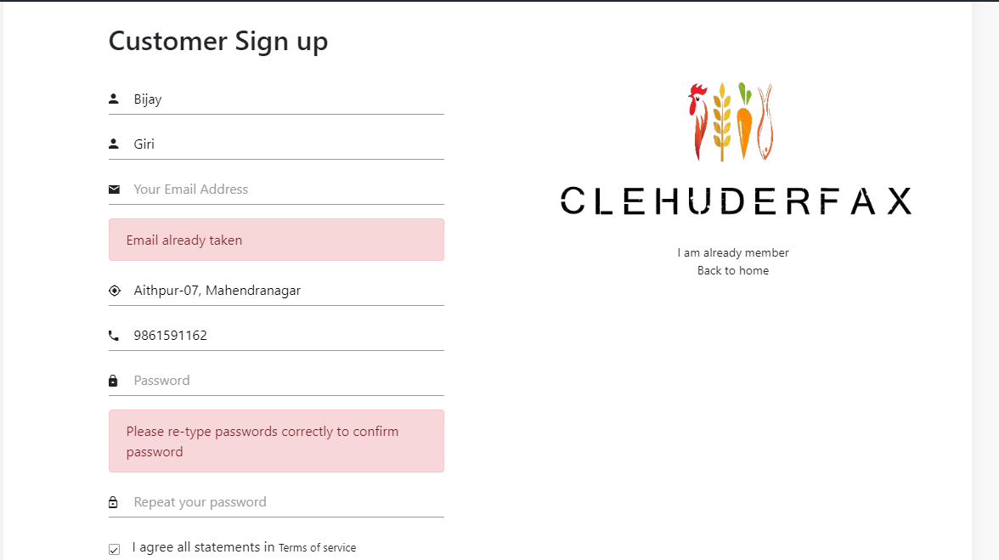 Customer Sign up
Bijay
Giri
Your Email Address
Email already taken
Aithpur-07, Mahendranagar
9861591162
Password
Please re-type passwords correctly to confirm
password
Repeat your password
I agree all statements in Terms of service
CLEHUDERFAX
I am already member
Back to home